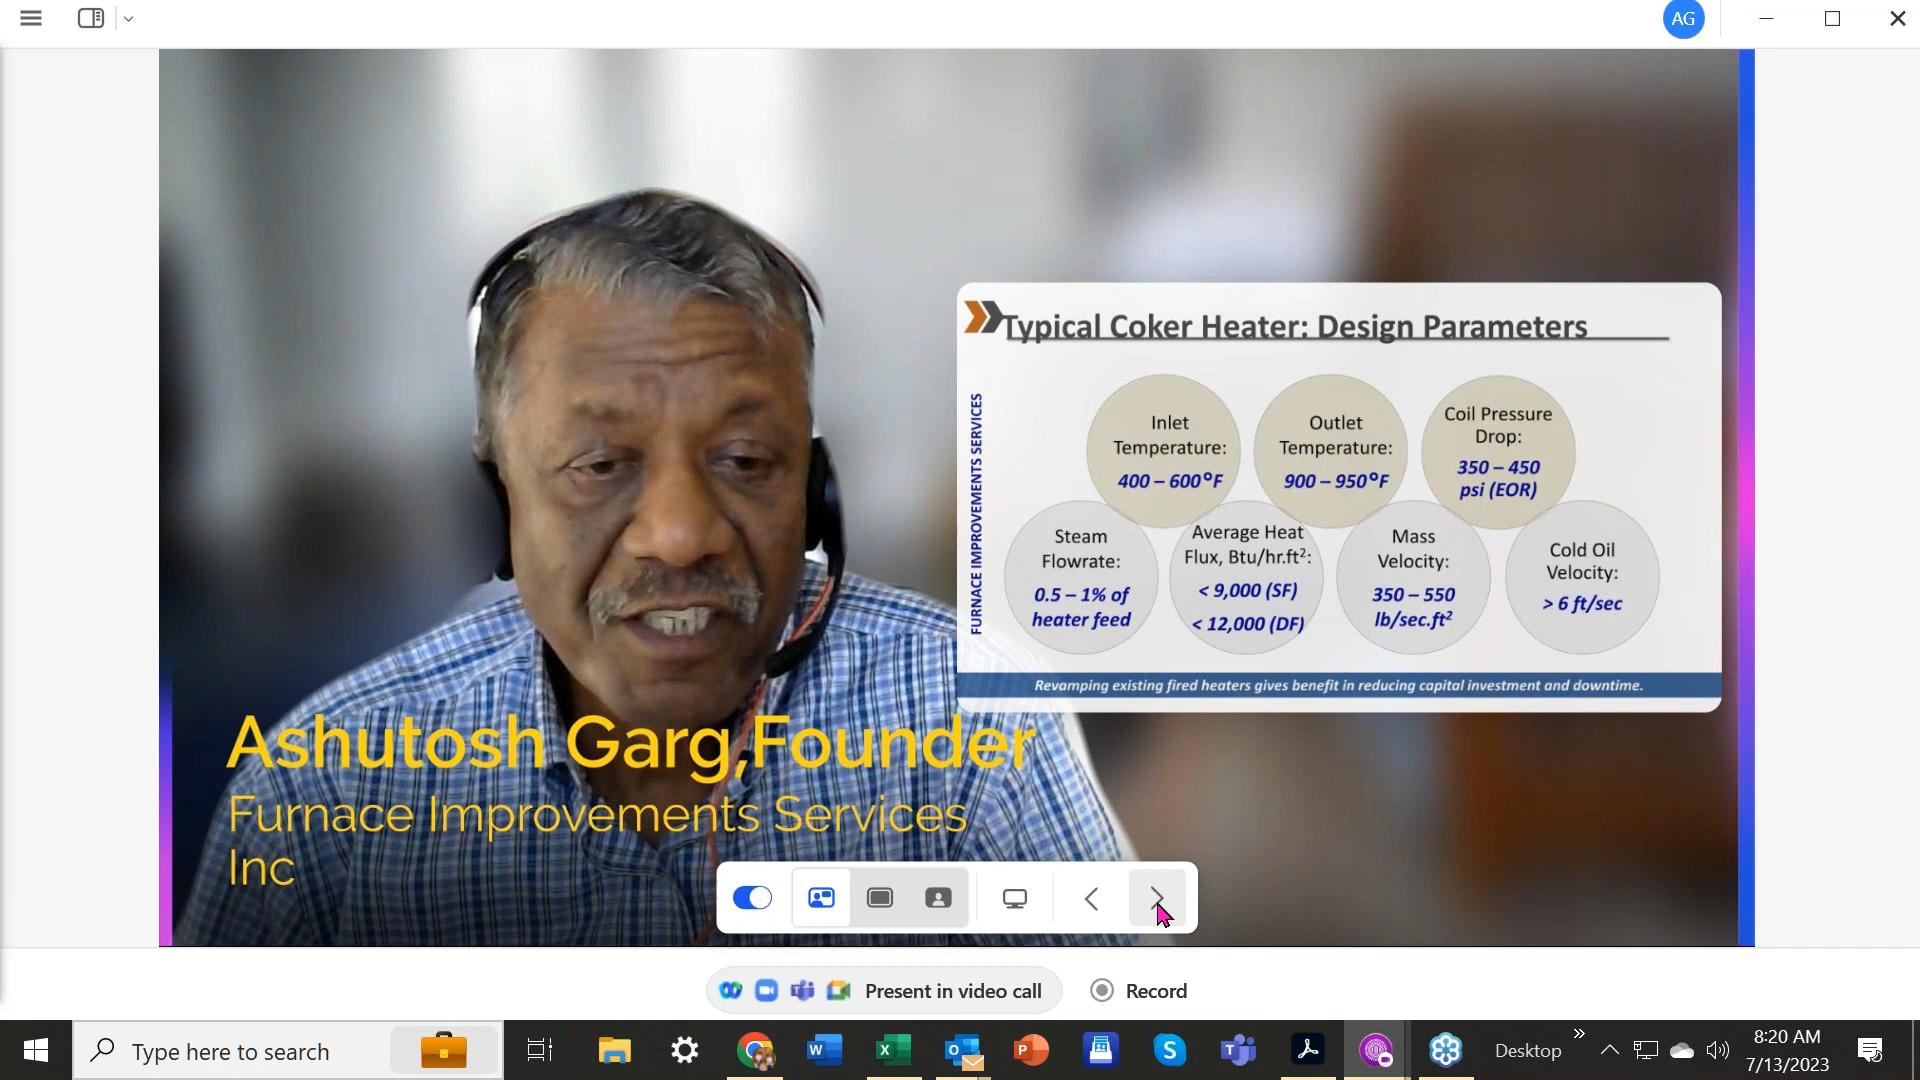 AG
Typical Coker Heater: Design Parameters
FURNACE IMPROVEMENTS SERVICES
Inlet
Temperature:
400 – 600°F
Outlet
Temperature:
900 – 950°F
Coil Pressure
Drop:
350 – 450
psi (EOR)
Steam
Flowrate:
0.5 – 1% of
heater feed
Average Heat
Flux, Btu/hr.ft²:
< 9,000 (SF)
< 12,000 (DF)
Mass
Velocity:
350 – 550
lb/sec.ft²
Cold Oil
Velocity:
> 6 ft/sec
Revamping existing fired heaters gives benefit in reducing capital investment and downtime.
Ashutosh Garg,Founder
Furnace Improvements Services
Inc
Present in video call
Record
Type here to search
Desktop
8:20 AM
7/13/2023